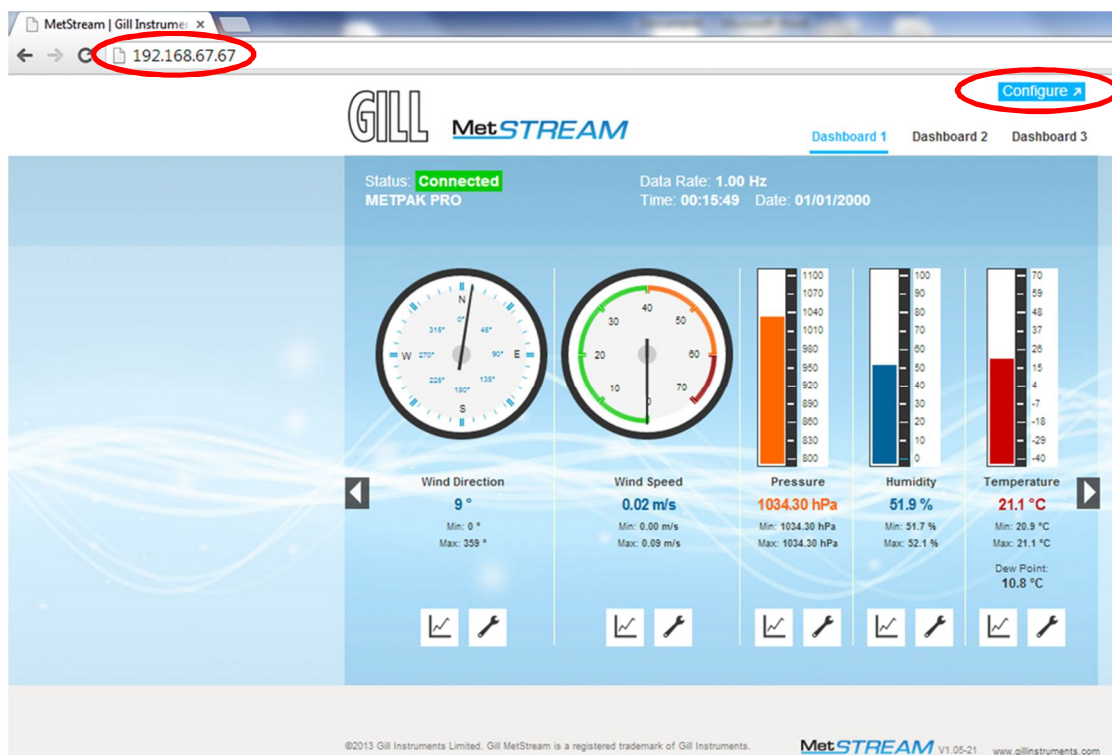 MetStream | Gill Instrume
192.168.67.67
Configure
GILL MetSTREAM
Dashboard 1 Dashboard 2 Dashboard 3
Status: Connected
METPAK PRO
Data Rate: 1.00 Hz
Time: 00:15:49 Date: 01/01/2000
N
0°
315° 45°
W 270° 90° E
225° 135°
180°
S
40
30 50
20 60
10 70
0
1100
1070
1040
1010
980
950
920
890
860
830
800
100
90
80
70
60
50
40
30
20
10
0
70
59
48
37
26
15
4
-7
-18
-29
-40
Wind Direction
9 °
Min: 0 °
Max: 359 °
Wind Speed
0.02 m/s
Min: 0.00 m/s
Max: 0.09 m/s
Pressure
1034.30 hPa
Min: 1034.30 hPa
Max: 1034.30 hPa
Humidity
51.9 %
Min: 51.7 %
Max: 52.1 %
Temperature
21.1 °C
Min: 20.9 °C
Max: 21.1 °C
Dew Point:
10.8 °C
©2013 Gill Instruments Limited. Gill MetStream is a registered trademark of Gill Instruments.
MetSTREAM V1.05-21 www.gillinstruments.com